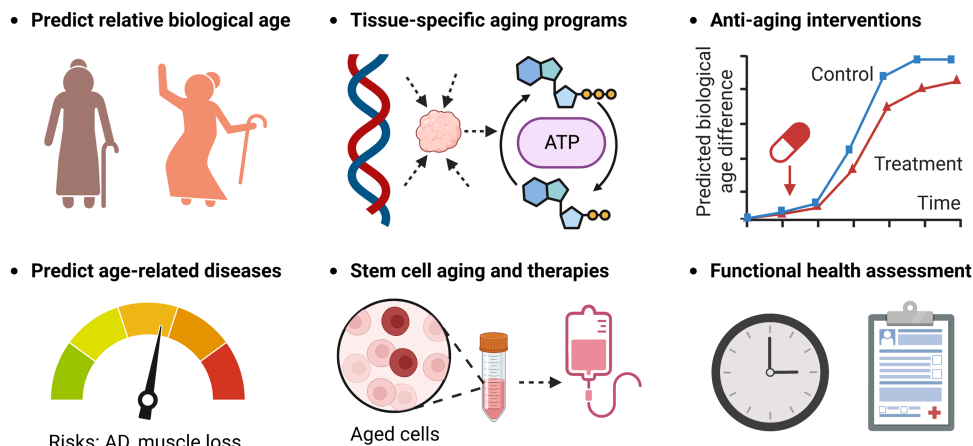 • Predict relative biological age
• Tissue-specific aging programs
ATP
• Anti-aging interventions
Predicted biological
age difference
Control
Treatment
Time
• Predict age-related diseases
Risks: AD, muscle loss
• Stem cell aging and therapies
Aged cells
• Functional health assessment